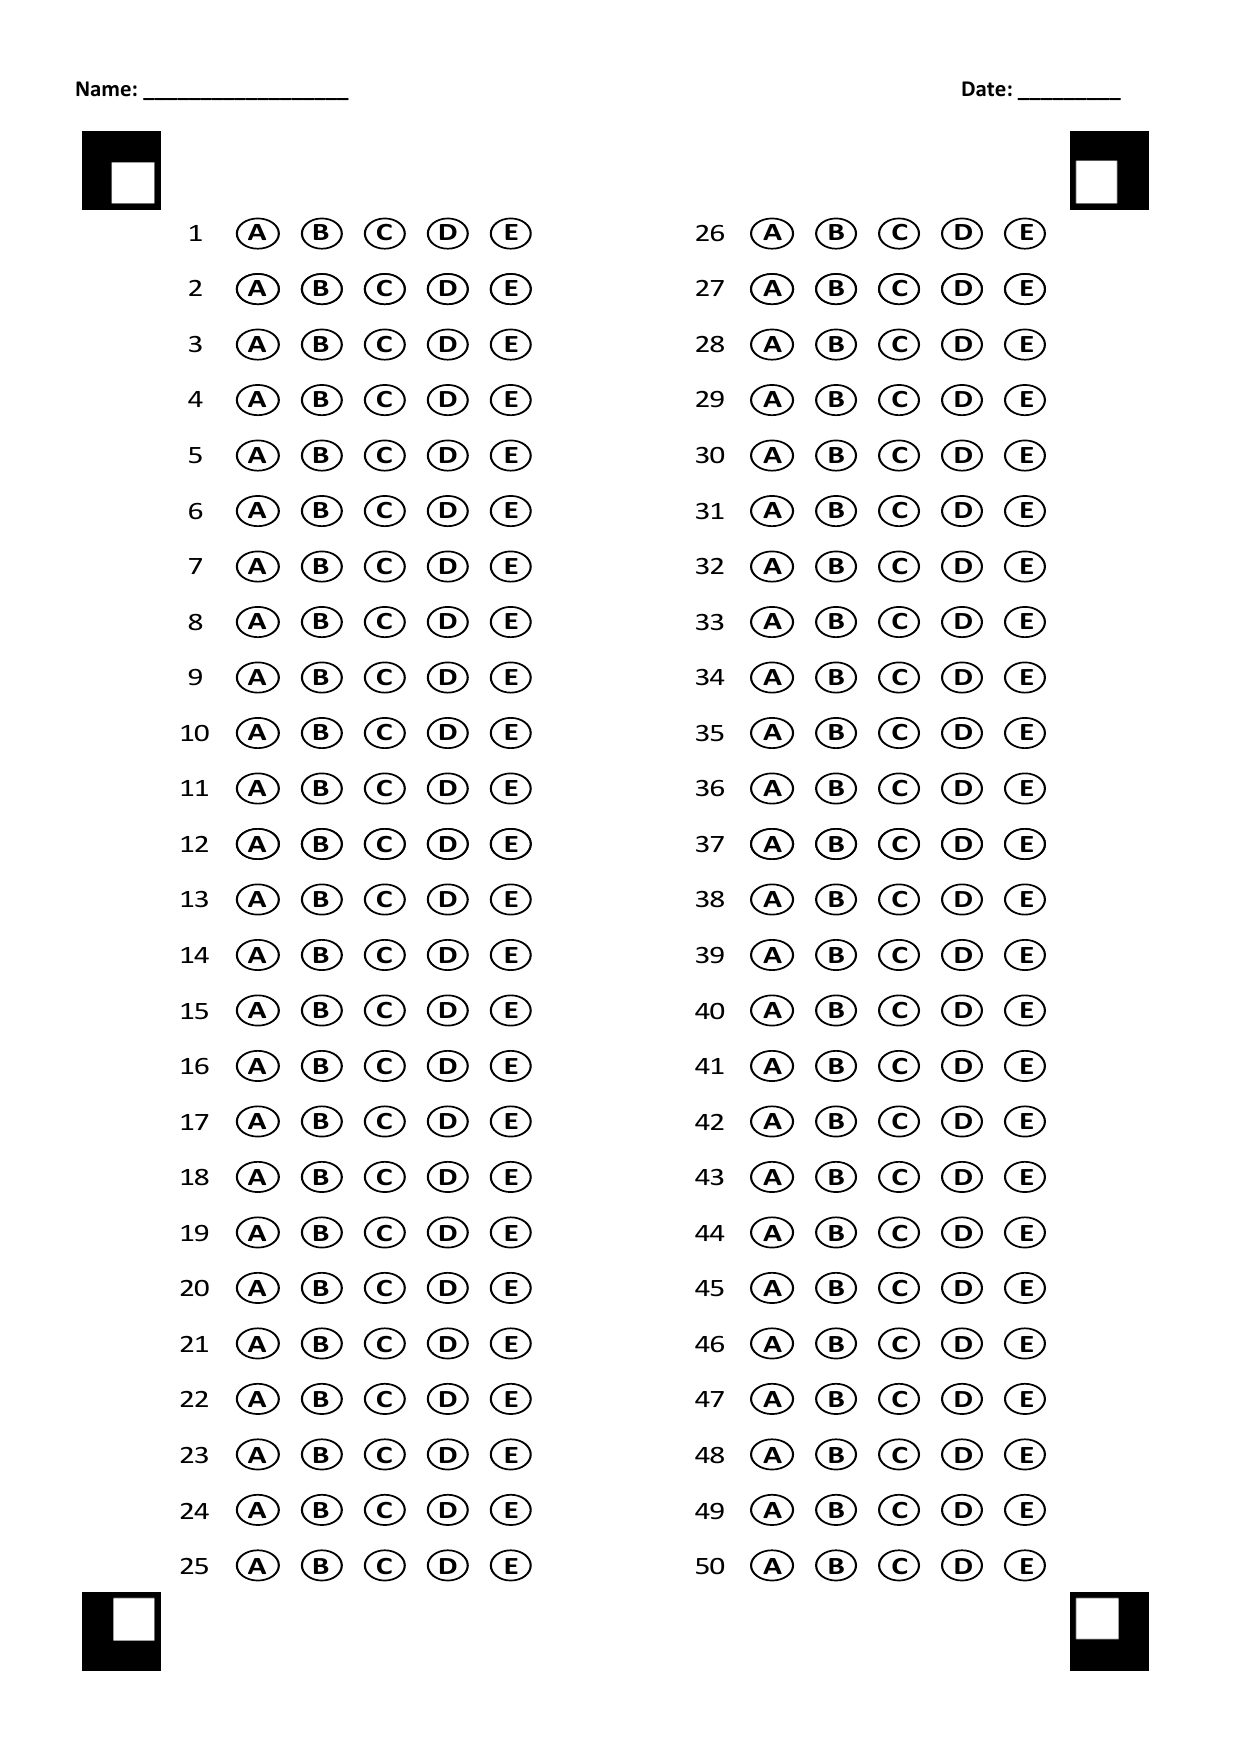 Name: __________________ Date: _________
1 A B C D E 26 A B C D E
2 A B C D E 27 A B C D E
3 A B C D E 28 A B C D E
4 A B C D E 29 A B C D E
5 A B C D E 30 A B C D E
6 A B C D E 31 A B C D E
7 A B C D E 32 A B C D E
8 A B C D E 33 A B C D E
9 A B C D E 34 A B C D E
10 A B C D E 35 A B C D E
11 A B C D E 36 A B C D E
12 A B C D E 37 A B C D E
13 A B C D E 38 A B C D E
14 A B C D E 39 A B C D E
15 A B C D E 40 A B C D E
16 A B C D E 41 A B C D E
17 A B C D E 42 A B C D E
18 A B C D E 43 A B C D E
19 A B C D E 44 A B C D E
20 A B C D E 45 A B C D E
21 A B C D E 46 A B C D E
22 A B C D E 47 A B C D E
23 A B C D E 48 A B C D E
24 A B C D E 49 A B C D E
25 A B C D E 50 A B C D E